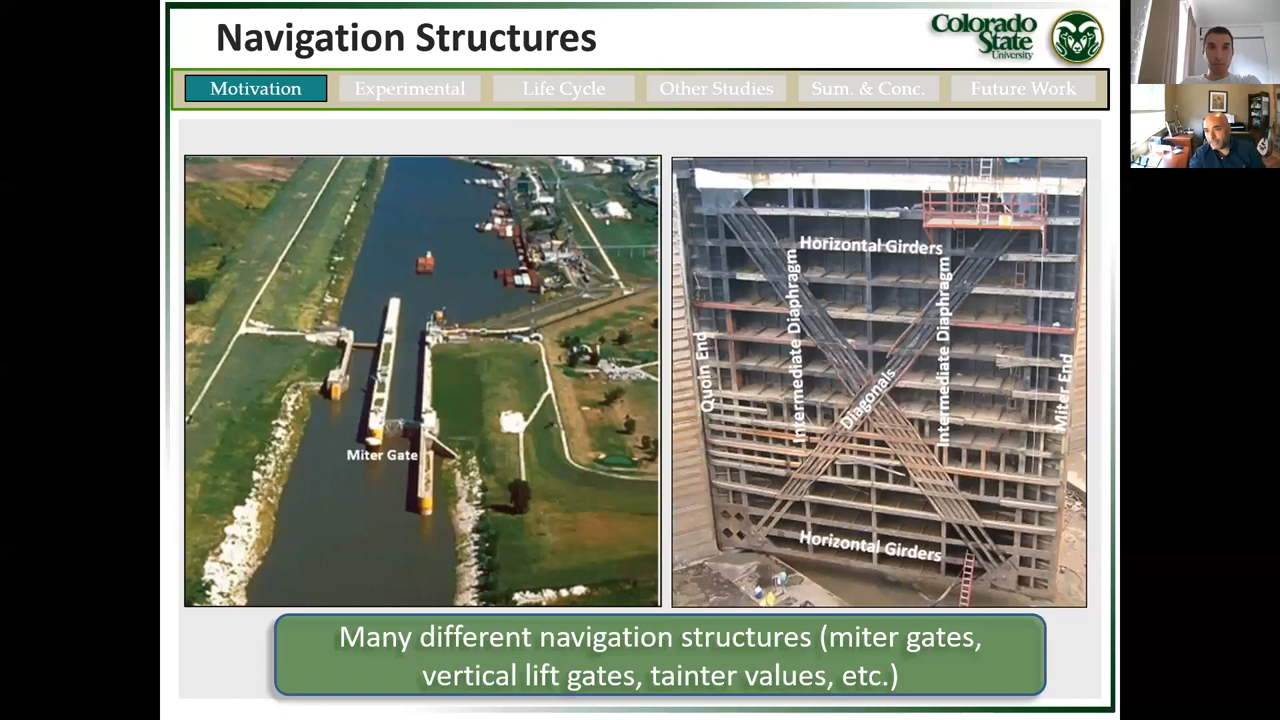 Navigation Structures
Colorado
State
University
Motivation
Experimental
Life Cycle
Other Studies
Sum. & Conc.
Future Work
Miter Gate
Horizontal Girders
Intermediate Diaphragm
Intermediate Diaphragm
Quoin End
Diagonals
Miter End
Horizontal Girders
Many different navigation structures (miter gates,
vertical lift gates, tainter values, etc.)